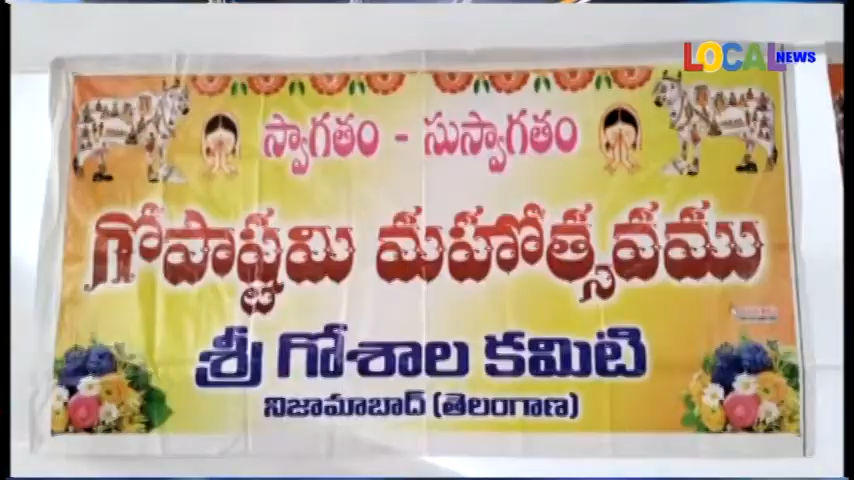 LOCAL NEWS
స్వాగతం - సుస్వాగతం
గోపాష్టమి మహోత్సవము
శ్రీ గోశాల కమిటి
నిజామాబాద్ (తెలంగాణ)